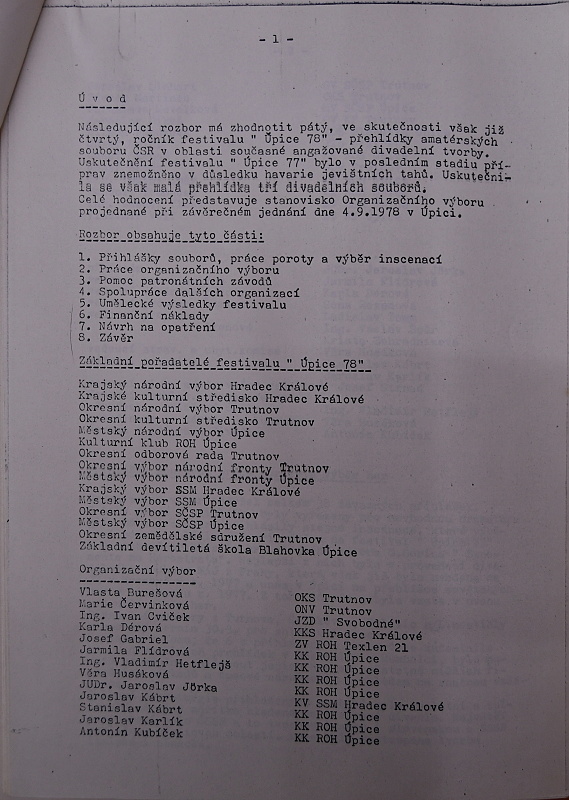 - 1 -
Ú v o d
Následující rozbor má zhodnotit pátý, ve skutečnosti však již
čtvrtý, ročník festivalu " Úpice 78" - přehlídky amatérských
souboru ČSR v oblasti současné angažované divadelní tvorby.
Uskutečnění festivalu " Úpice 77" bylo v posledním stadiu pří-
prav znemožněno v důsledku havarie jevištních tahů. Uskutečni-
la se však malá přehlídka tří divadelních souborů.
Celé hodnocení představuje stanovisko Organizačního výboru
projednané při závěrečném jednání dne 4.9.1978 v Úpici.
Rozbor obsahuje tyto části:
1. Přihlášky souborů, práce poroty a výběr inscenací
2. Práce organizačního výboru
3. Pomoc patronátních závodů
4. Spolupráce dalších organizací
5. Umělecké výsledky festivalu
6. Finanční náklady
7. Návrh na opatření
8. Závěr
Základní pořadatelé festivalu " Úpice 78"
Krajský národní výbor Hradec Králové
Krajské kulturní středisko Hradec Králové
Okresní národní výbor Trutnov
Okresní kulturní středisko Trutnov
Městský národní výbor Úpice
Kulturní klub ROH Úpice
Okresní odborová rada Trutnov
Okresní výbor národní fronty Trutnov
Městský výbor národní fronty Úpice
Krajský výbor SSM Hradec Králové
Městský výbor SSM Úpice
Okresní výbor SČSP Trutnov
Městský výbor SČSP Úpice
Okresní zemědělské sdružení Trutnov
Základní devítiletá škola Blahovka Úpice
Organizační výbor
Vlasta Burešová OKS Trutnov
Marie Červinková ONV Trutnov
Ing. Ivan Cviček JZD " Svobodné"
Karla Dérová KKS Hradec Králové
Josef Gabriel ZV ROH Texlen 21
Jarmila Flídrová KK ROH Úpice
Ing. Vladimír Hetflejš KK ROH Úpice
Věra Husáková KK ROH Úpice
JUDr. Jaroslav Jörka KK ROH Úpice
Jaroslav Kábrt KV SSM Hradec Králové
Stanislav Kábrt KK ROH Úpice
Jaroslav Karlík KK ROH Úpice
Antonín Kubíček KK ROH Úpice